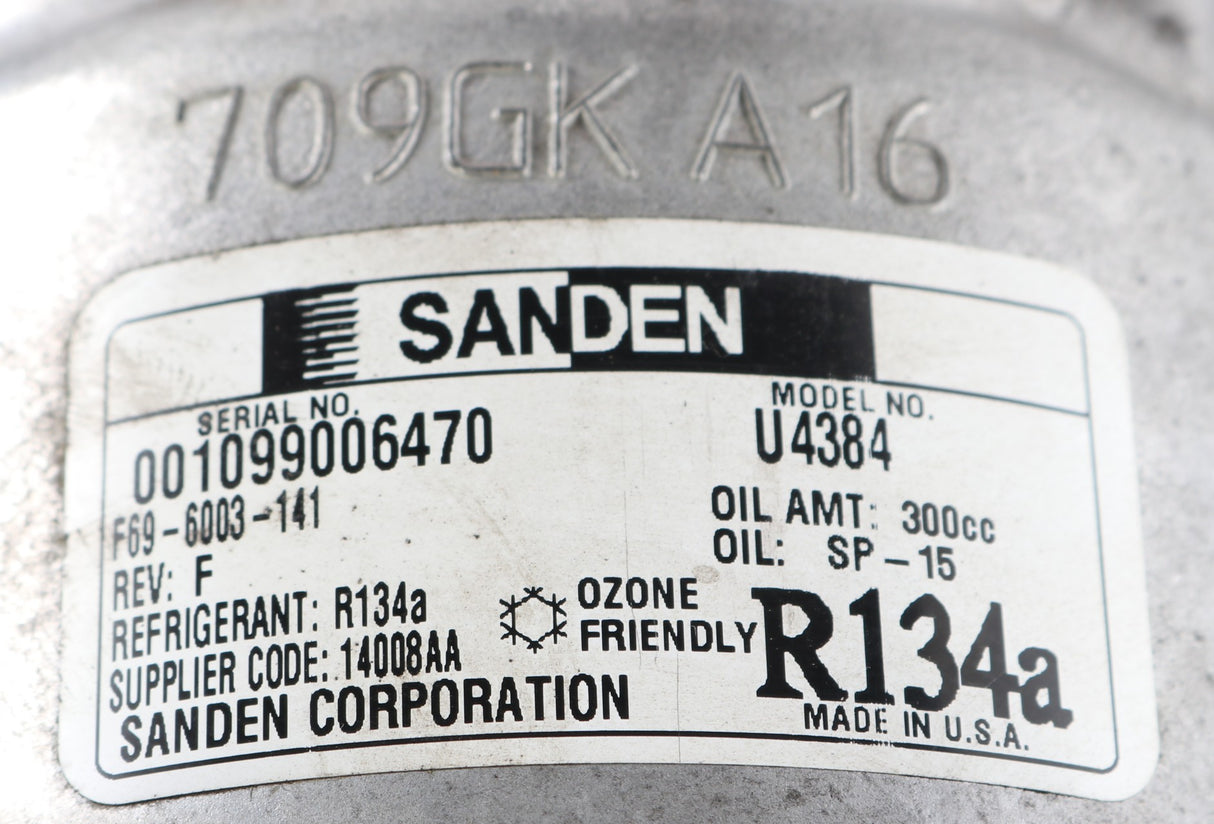 709GK A16
SANDEN
SERIAL NO.
001099006470
MODEL NO.
U4384
F69-6003-141
REV: F
REFRIGERANT: R134a
SUPPLIER CODE: 14008AA
SANDEN CORPORATION
OIL AMT: 300cc
OIL: SP-15
OZONE
FRIENDLY
R134a
MADE IN U.S.A.